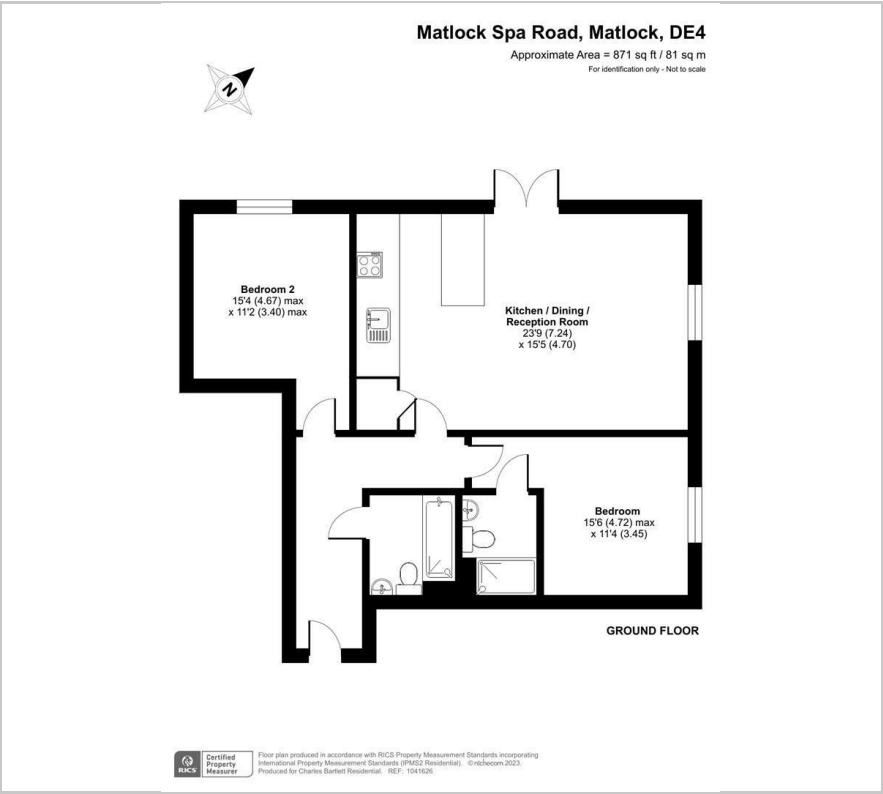 Matlock Spa Road, Matlock, DE4
Approximate Area = 871 sq ft / 81 sq m
For identification only - Not to scale
N
Bedroom 2
15'4 (4.67) max
x 11'2 (3.40) max
Kitchen / Dining /
Reception Room
23'9 (7.24)
x 15'5 (4.70)
Bedroom
15'6 (4.72) max
x 11'4 (3.45)
GROUND FLOOR
RICS
Certified
Property
Measurer
Floor plan produced in accordance with RICS Property Measurement Standards incorporating
International Property Measurement Standards (IPMS2 Residential). © nichecom 2023.
Produced for Charles Bartlett Residential. REF: 1041626